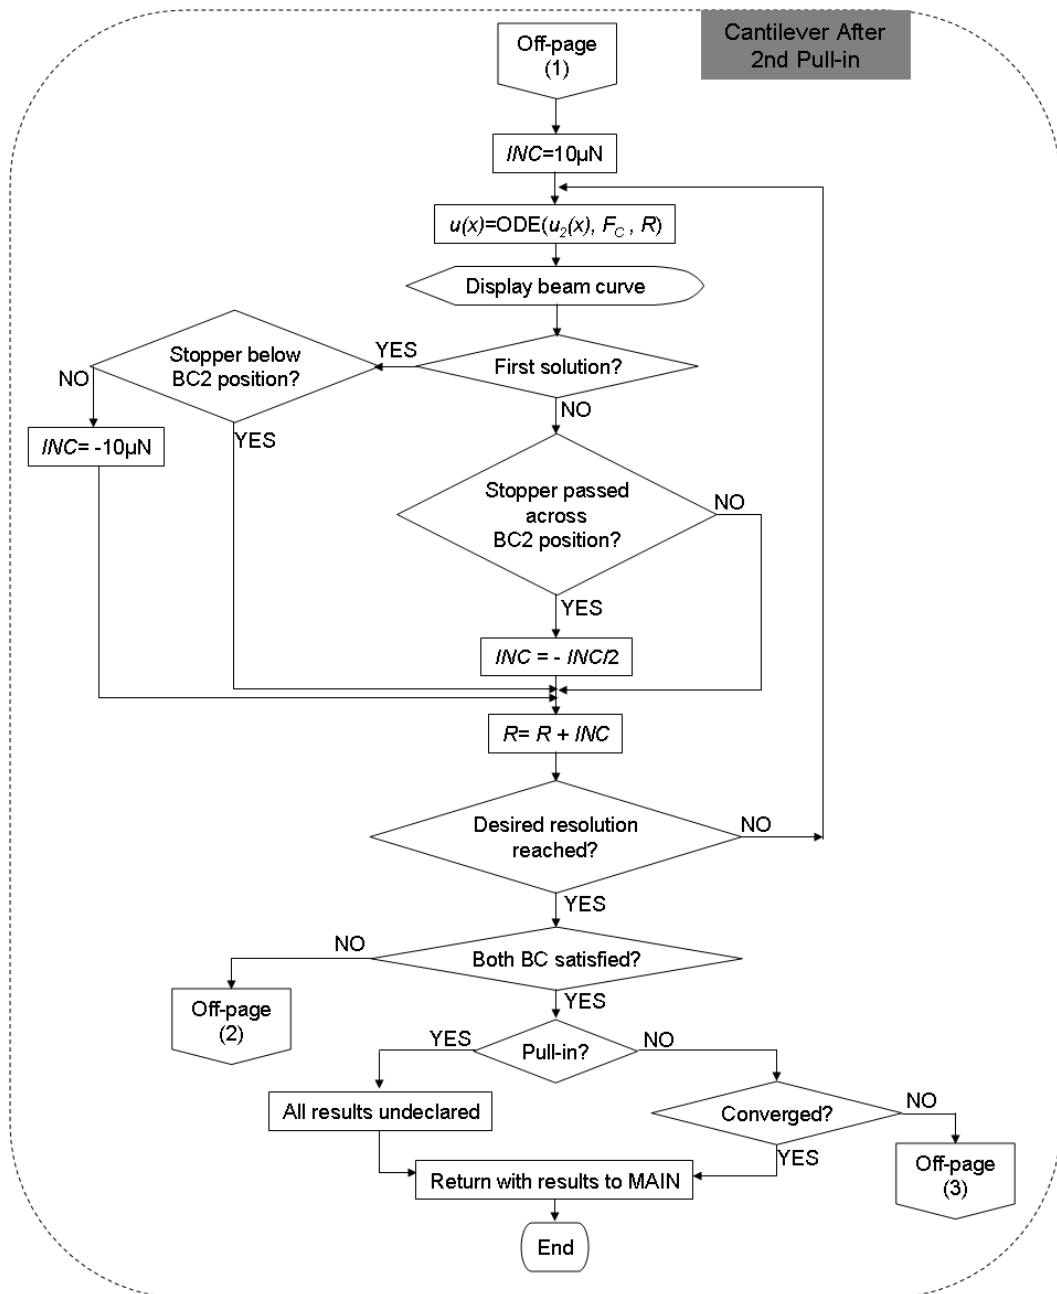 Cantilever After
2nd Pull-in
Off-page
(1)
INC=10µN
u(x)=ODE(u₂(x), F_C , R)
Display beam curve
First solution?
YES
NO
Stopper below
BC2 position?
NO
YES
INC= -10µN
Stopper passed
across
BC2 position?
NO
YES
INC = - INC/2
R= R + INC
Desired resolution
reached?
NO
YES
Both BC satisfied?
NO
YES
Off-page
(2)
Pull-in?
YES
NO
All results undeclared
Converged?
NO
YES
Off-page
(3)
Return with results to MAIN
End